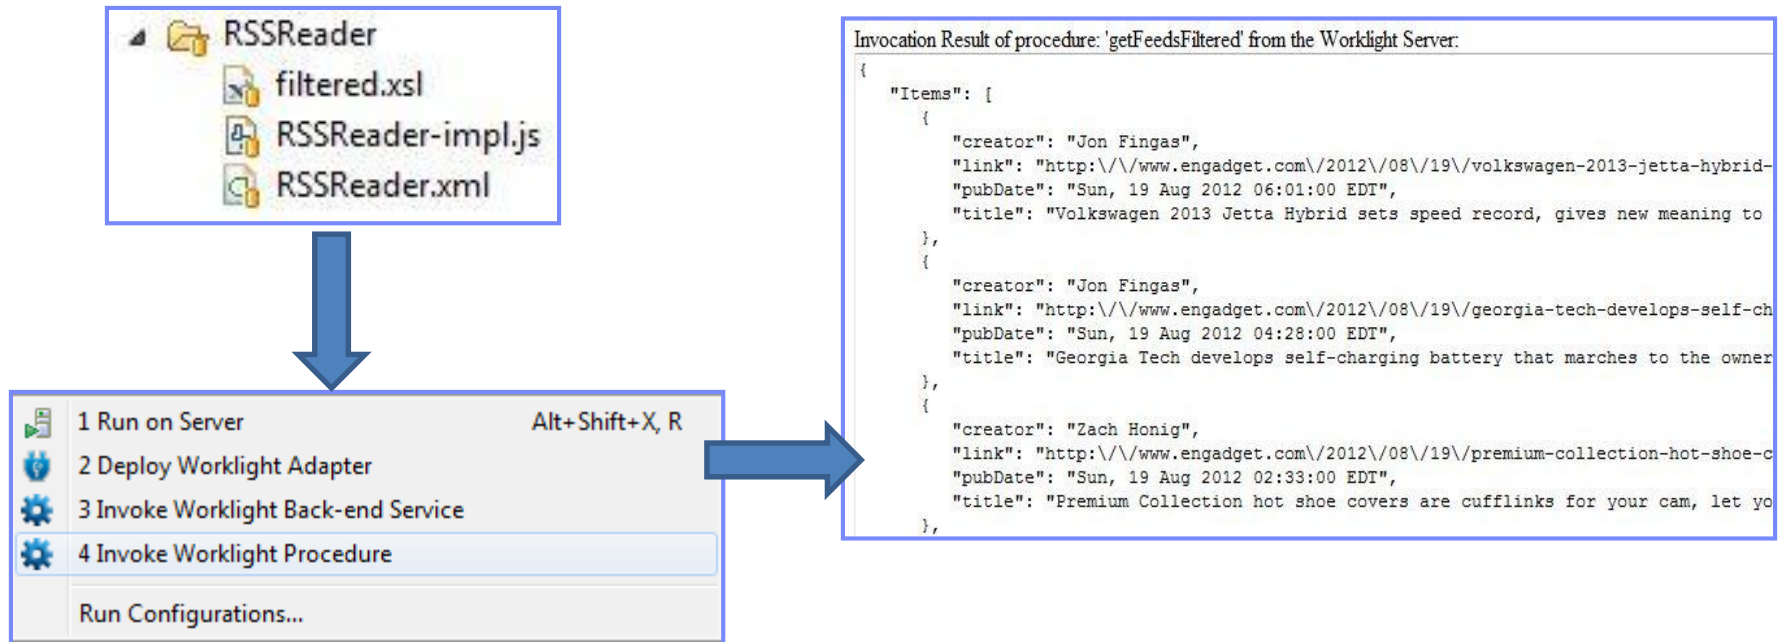 RSSReader
filtered.xsl
RSSReader-impl.js
RSSReader.xml
1 Run on Server Alt+Shift+X, R
2 Deploy Worklight Adapter
3 Invoke Worklight Back-end Service
4 Invoke Worklight Procedure
Run Configurations...
Invocation Result of procedure: 'getFeedsFiltered' from the Worklight Server:
{
"Items": [
{
"creator": "Jon Fingas",
"link": "http:\/\/www.engadget.com\/2012\/08\/19\/volkswagen-2013-jetta-hybrid-
"pubDate": "Sun, 19 Aug 2012 06:01:00 EDT",
"title": "Volkswagen 2013 Jetta Hybrid sets speed record, gives new meaning to
},
{
"creator": "Jon Fingas",
"link": "http:\/\/www.engadget.com\/2012\/08\/19\/georgia-tech-develops-self-ch
"pubDate": "Sun, 19 Aug 2012 04:28:00 EDT",
"title": "Georgia Tech develops self-charging battery that marches to the owner
},
{
"creator": "Zach Honig",
"link": "http:\/\/www.engadget.com\/2012\/08\/19\/premium-collection-hot-shoe-c
"pubDate": "Sun, 19 Aug 2012 02:33:00 EDT",
"title": "Premium Collection hot shoe covers are cufflinks for your cam, let yo
},